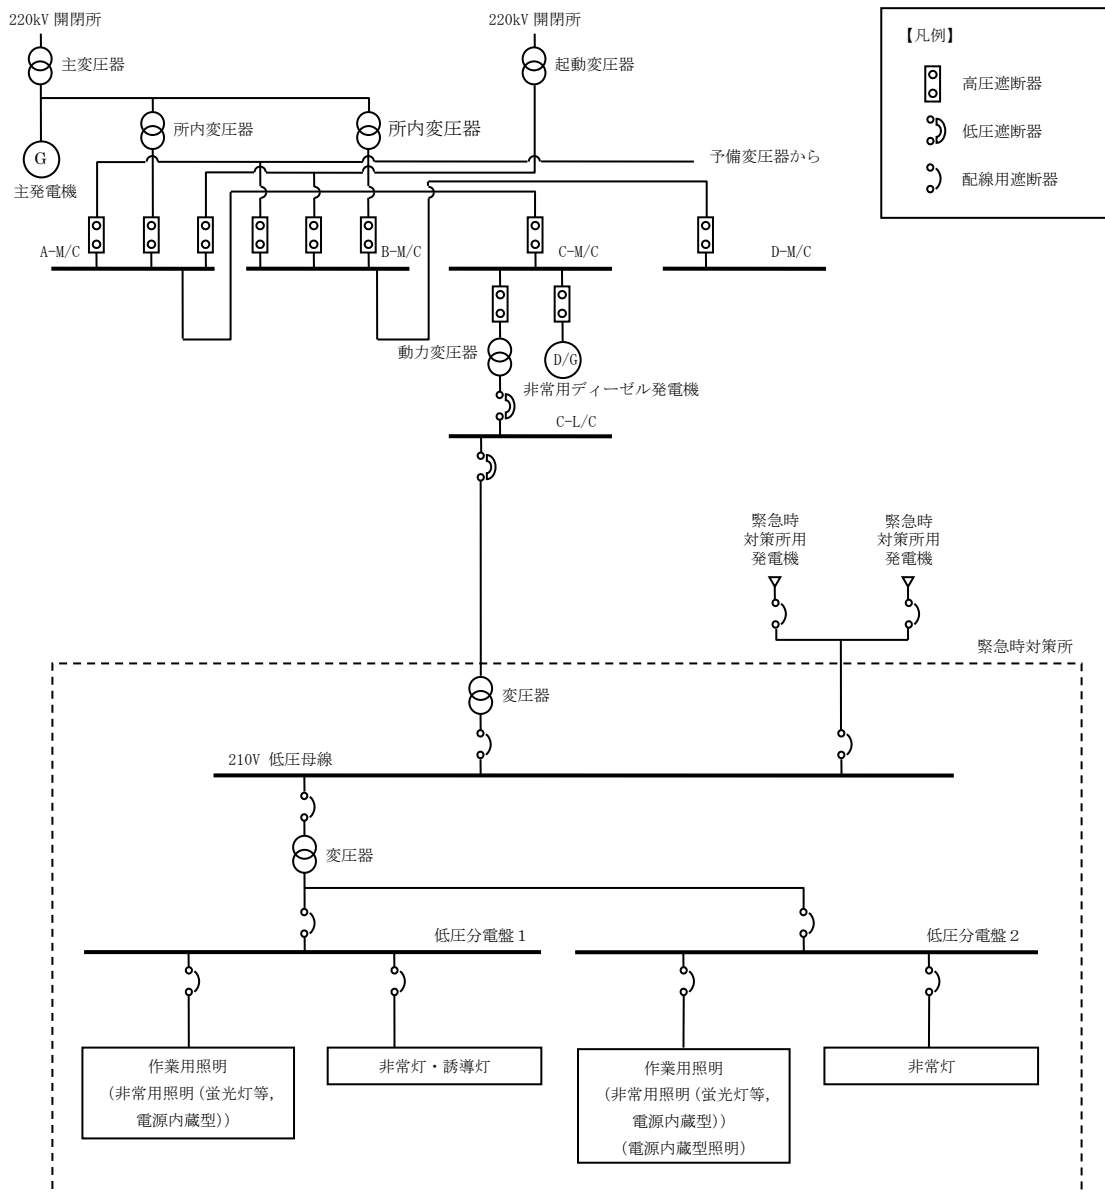 220kV 開閉所
220kV 開閉所
【凡例】
主変圧器
起動変圧器
高圧遮断器
所内変圧器
所内変圧器
低圧遮断器
G
予備変圧器から
主発電機
配線用遮断器
A-M/C
B-M/C
C-M/C
D-M/C
動力変圧器
D/G
非常用ディーゼル発電機
C-L/C
緊急時
対策所用
発電機
緊急時
対策所用
発電機
緊急時対策所
変圧器
210V 低圧母線
変圧器
低圧分電盤１
低圧分電盤２
作業用照明
(非常用照明(蛍光灯等,
電源内蔵型))
非常灯・誘導灯
作業用照明
(非常用照明(蛍光灯等,
電源内蔵型))
(電源内蔵型照明)
非常灯